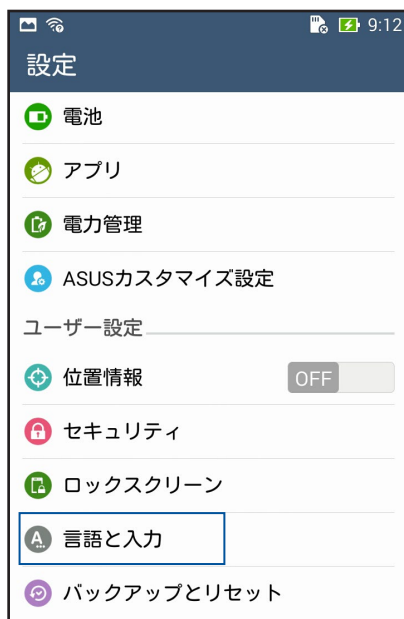 9:12
設定
電池
アプリ
電力管理
ASUSカスタマイズ設定
ユーザー設定
位置情報 OFF
セキュリティ
ロックスクリーン
A... 言語と入力
バックアップとリセット